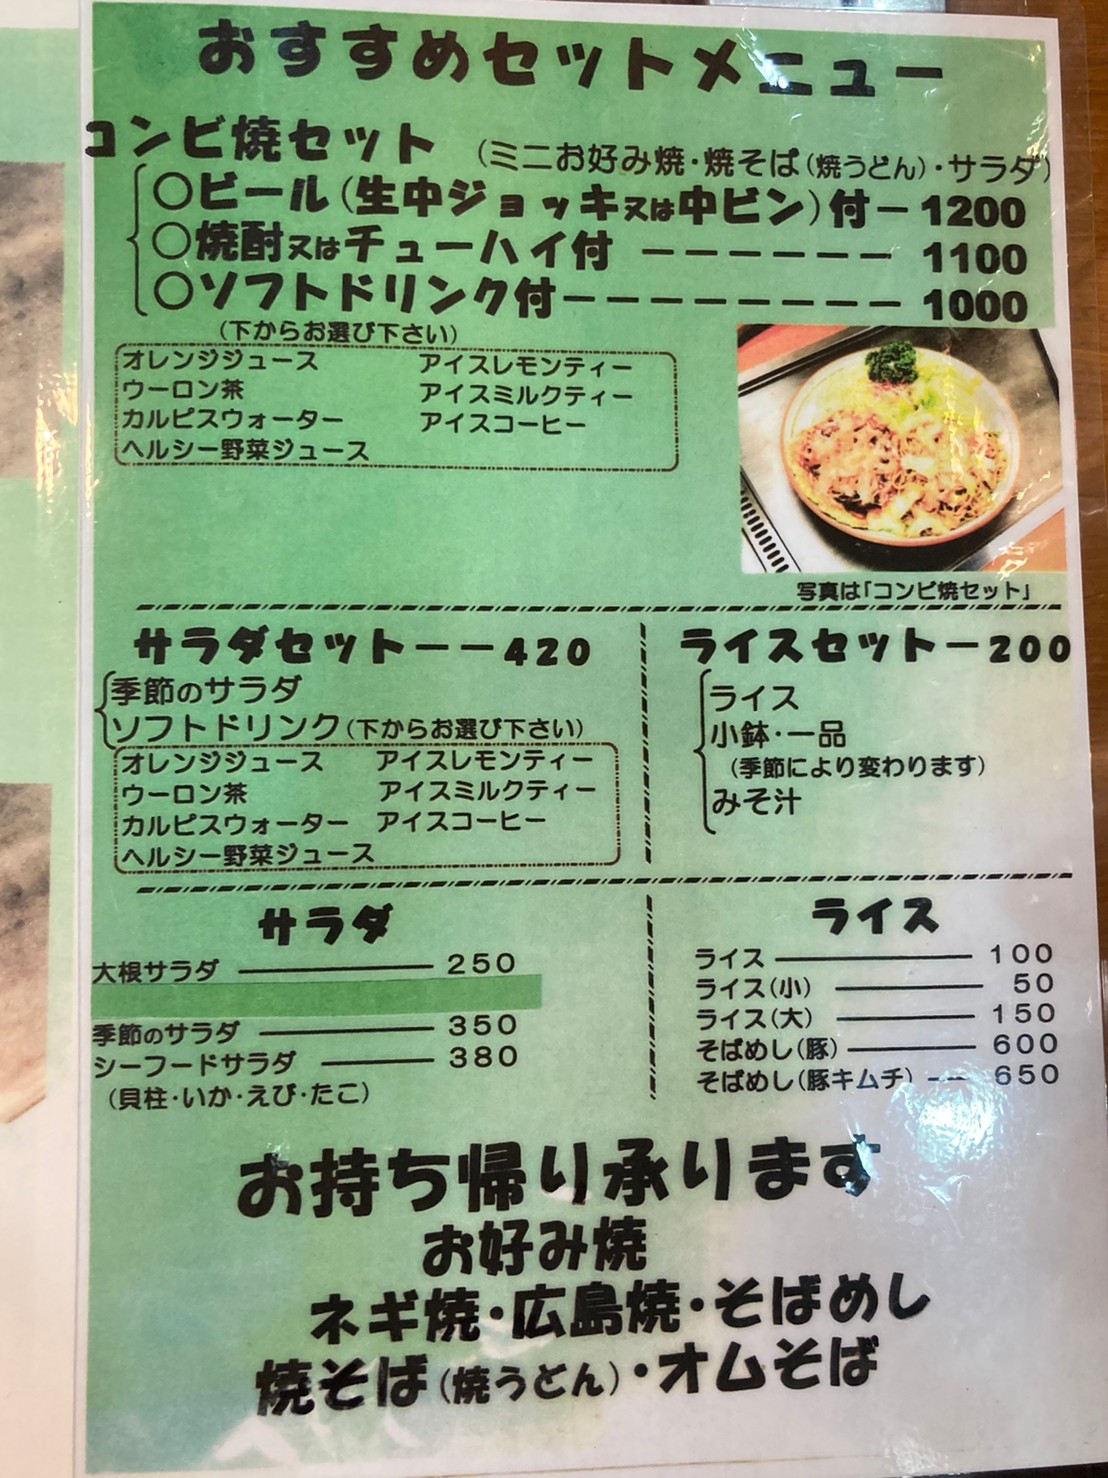 おすすめセットメニュー
コンビ焼セット （ミニお好み焼・焼そば（焼うどん）・サラダ）
○ビール（生中ジョッキ又は中ビン）付ー 1200
○焼酎又はチューハイ付 ーーーーーー 1100
○ソフトドリンク付ーーーーーーーー 1000
（下からお選び下さい）
オレンジジュース アイスレモンティー
ウーロン茶 アイスミルクティー
カルピスウォーター アイスコーヒー
ヘルシー野菜ジュース
写真は「コンビ焼セット」
サラダセットーー420
季節のサラダ
ソフトドリンク（下からお選び下さい）
オレンジジュース アイスレモンティー
ウーロン茶 アイスミルクティー
カルピスウォーター アイスコーヒー
ヘルシー野菜ジュース
ライスセットー200
ライス
小鉢・一品
（季節により変わります）
みそ汁
サラダ
大根サラダ ――― 250
季節のサラダ ――― 350
シーフードサラダ ――― 380
（貝柱・いか・えび・たこ）
ライス
ライス ――― 100
ライス（小） ――― 50
ライス（大） ――― 150
そばめし（豚） ――― 600
そばめし（豚キムチ） ――― 650
お持ち帰り承ります
お好み焼
ネギ焼・広島焼・そばめし
焼そば（焼うどん）・オムそば